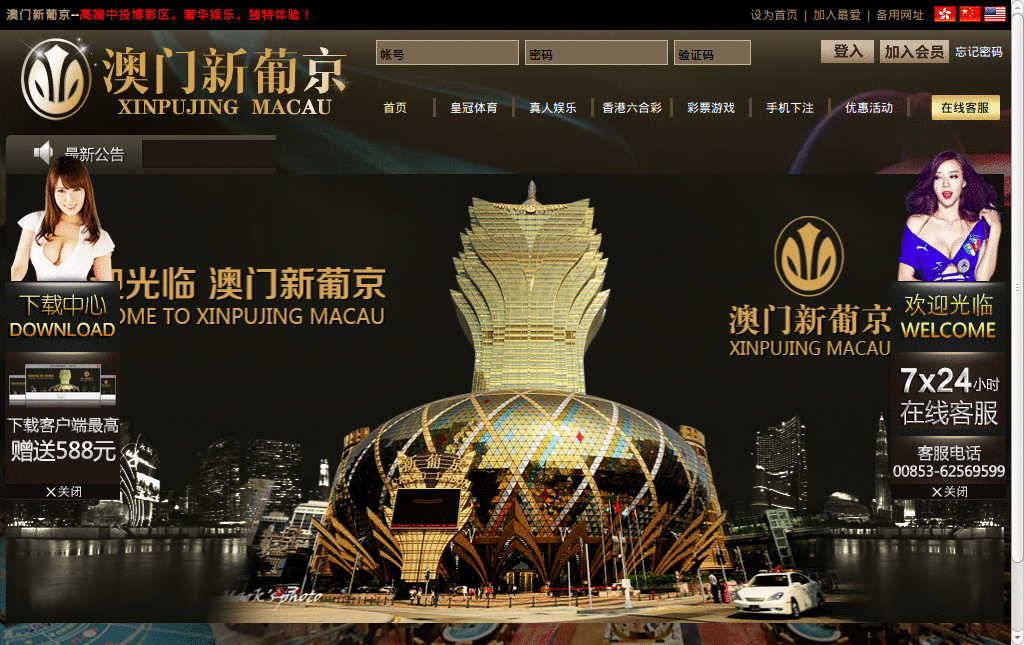 澳门新葡京--高端中投博彩区，奢华娱乐，独特体验！
设为首页 | 加入最爱 | 备用网址
澳门新葡京
XINPUJING MACAU
帐号
密码
验证码
登入
加入会员
忘记密码
首页
皇冠体育
真人娱乐
香港六合彩
彩票游戏
手机下注
优惠活动
在线客服
最新公告
迎光临 澳门新葡京
OME TO XINPUJING MACAU
澳门新葡京
XINPUJING MACAU
下载中心
DOWNLOAD
下载客户端最高
赠送588元
✕关闭
欢迎光临
WELCOME
7x24小时
在线客服
客服电话
00853-62569599
✕关闭
新葡京
Mark's photo